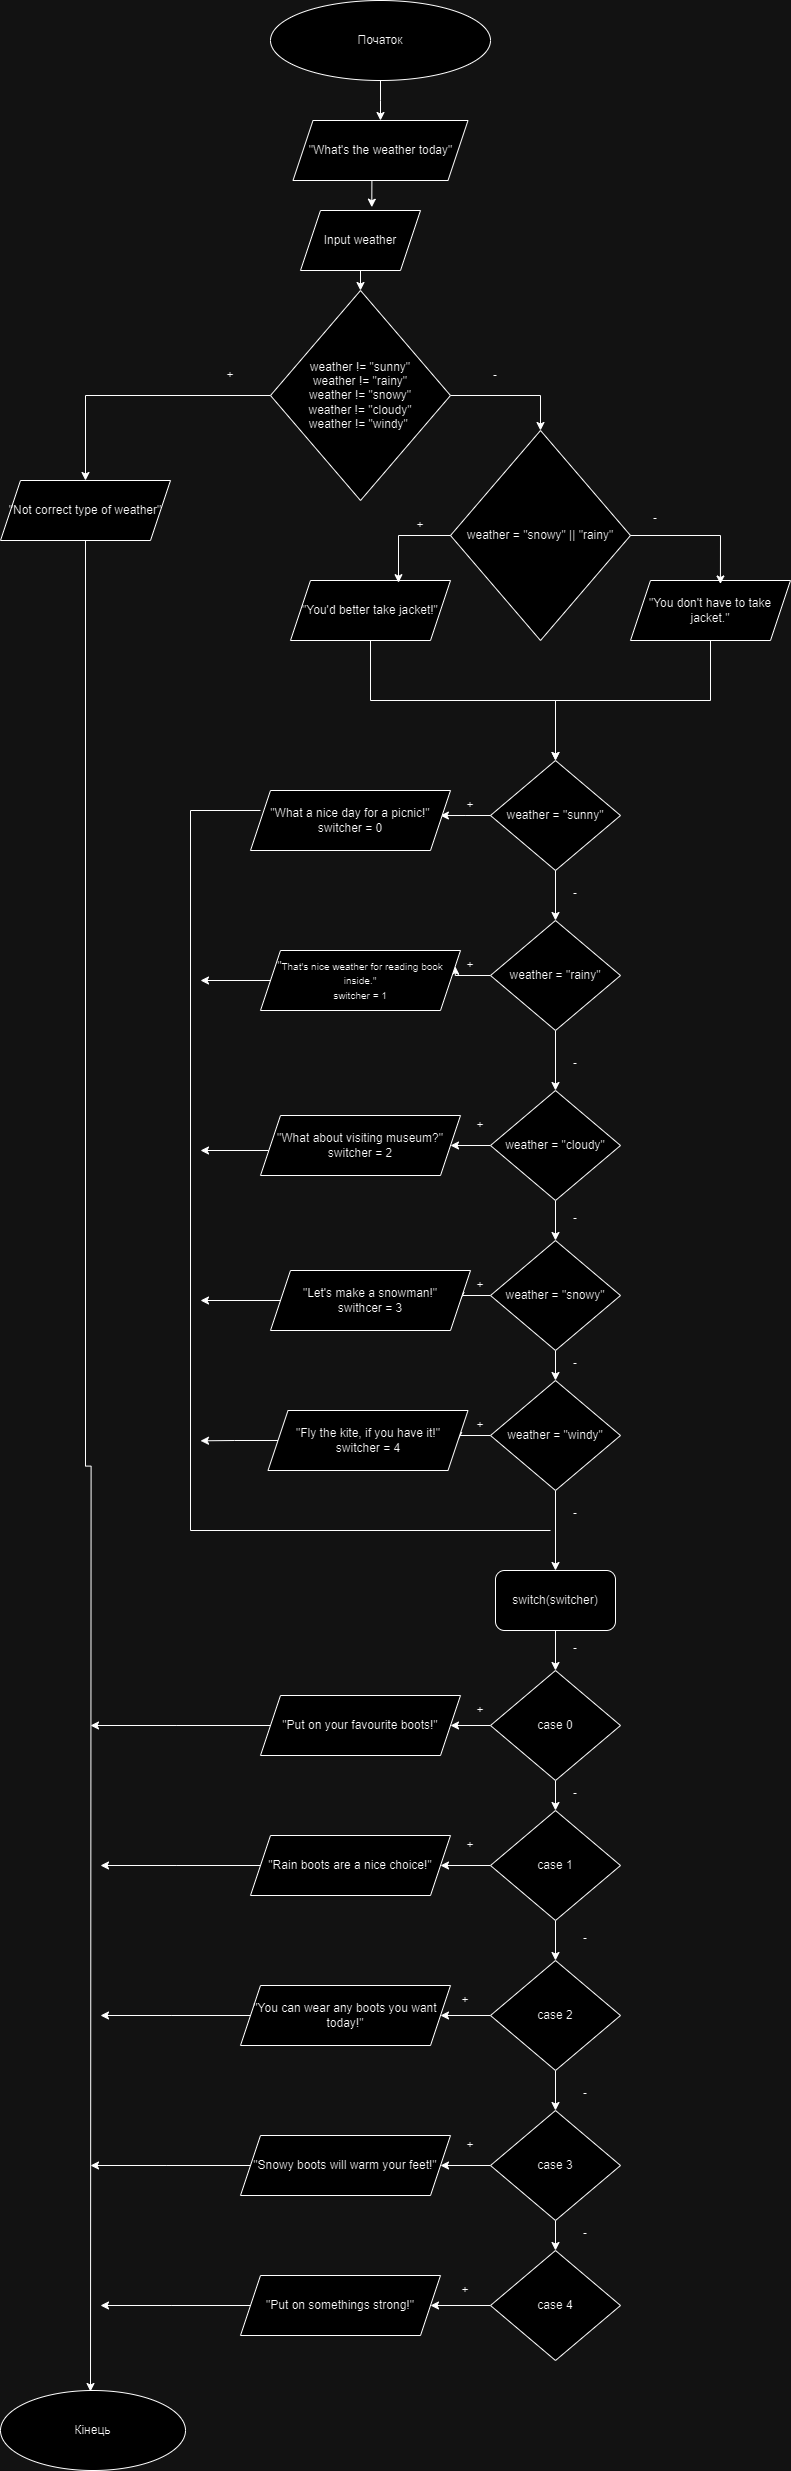 Початок
"What's the weather today"
Input weather
weather != "sunny"
weather != "rainy"
weather != "snowy"
weather != "cloudy"
weather != "windy"
+
-
"Not correct type of weather"
weather = "snowy" || "rainy"
+
-
"You'd better take jacket!"
"You don't have to take
jacket."
weather = "sunny"
+
"What a nice day for a picnic!"
switcher = 0
-
weather = "rainy"
+
"That's nice weather for reading book
inside."
switcher = 1
-
weather = "cloudy"
+
"What about visiting museum?"
switcher = 2
-
weather = "snowy"
+
"Let's make a snowman!"
swithcer = 3
-
weather = "windy"
+
"Fly the kite, if you have it!"
switcher = 4
-
switch(switcher)
-
case 0
+
"Put on your favourite boots!"
-
case 1
+
"Rain boots are a nice choice!"
-
case 2
+
"You can wear any boots you want
today!"
-
case 3
+
"Snowy boots will warm your feet!"
-
case 4
+
"Put on somethings strong!"
Кінець